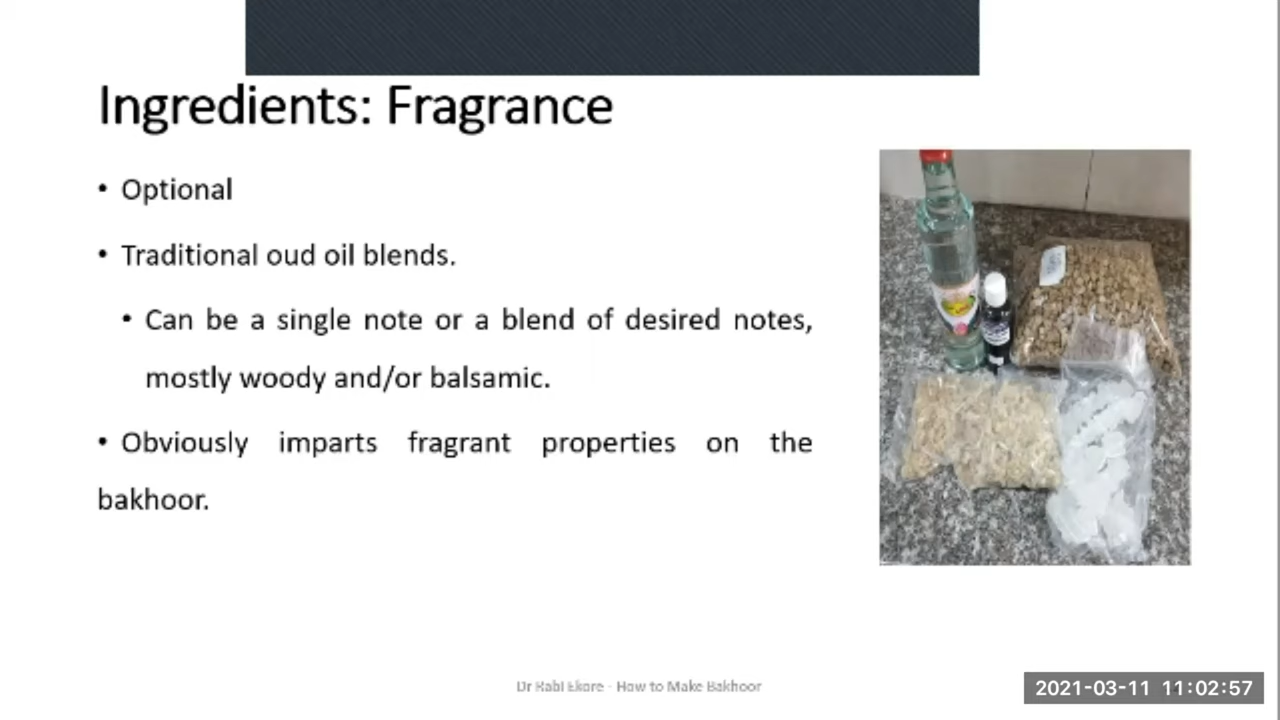 Ingredients: Fragrance
• Optional
• Traditional oud oil blends.
• Can be a single note or a blend of desired notes,
mostly woody and/or balsamic.
• Obviously imparts fragrant properties on the
bakhoor.
Dr Rabi Ekore - How to Make Bakhoor
2021-03-11 11:02:57